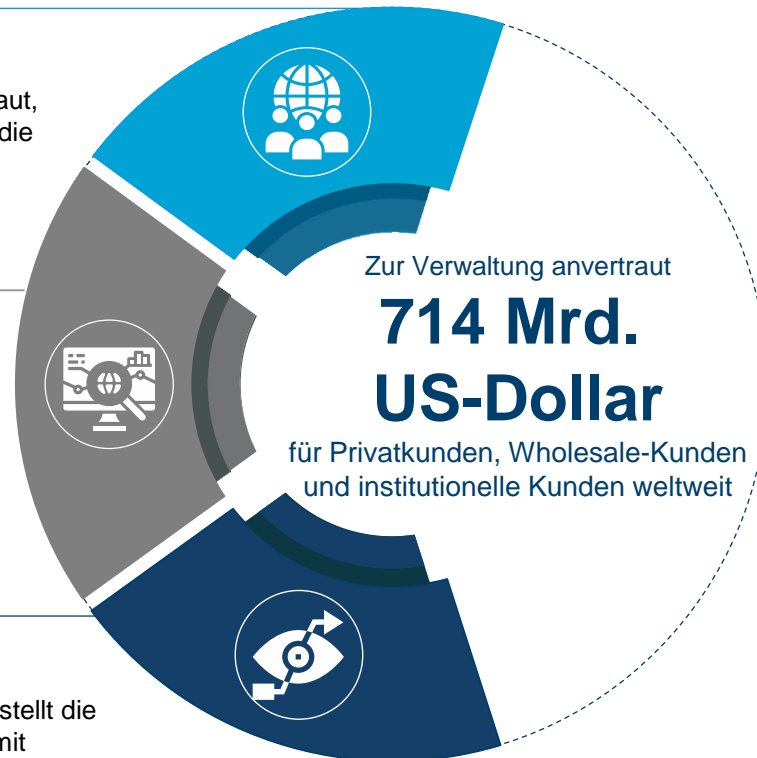 aut,
die
Zur Verwaltung anvertraut
714 Mrd.
US-Dollar
für Privatkunden, Wholesale-Kunden
und institutionelle Kunden weltweit
stellt die
mit